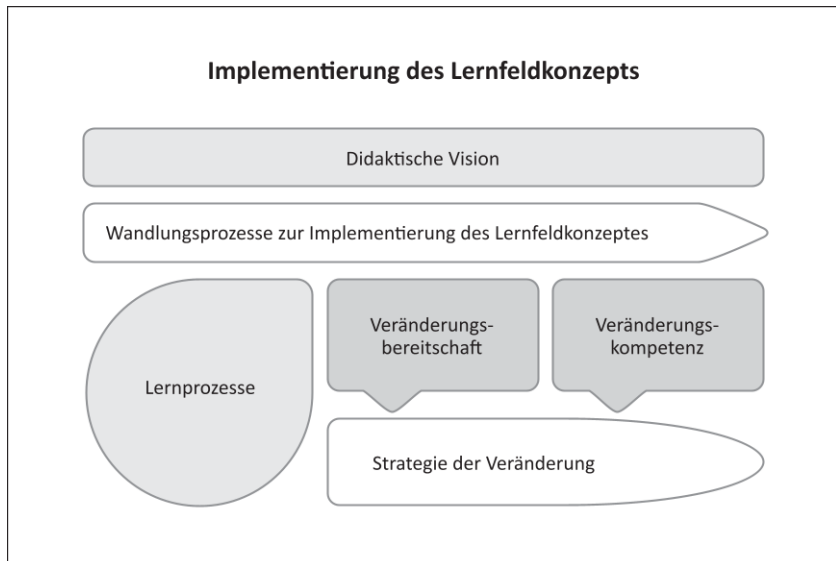 Implementierung des Lernfeldkonzepts
Didaktische Vision
Wandlungsprozesse zur Implementierung des Lernfeldkonzeptes
Lernprozesse
Veränderungs-
bereitschaft
Veränderungs-
kompetenz
Strategie der Veränderung